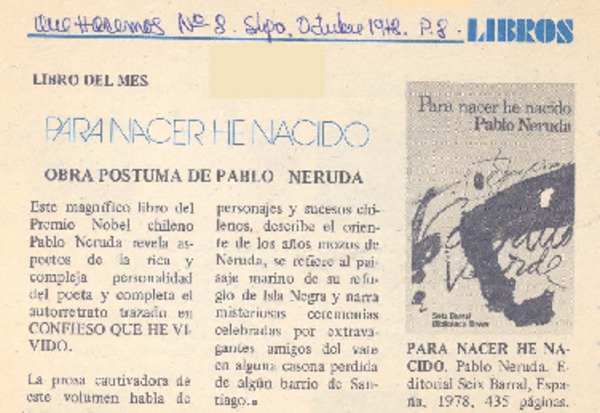 Que Hacemos Nº 8. Stgo, Octubre 1978. P. 8.
LIBROS
LIBRO DEL MES
PARA NACER HE NACIDO
OBRA POSTUMA DE PABLO NERUDA
Este magnífico libro del
Premio Nobel chileno
Pablo Neruda revela as-
pectos de la rica y
compleja personalidad
del poeta y completa el
autorretrato trazado en
CONFIESO QUE HE VI-
VIDO.
La prosa cautivadora de
este volumen habla de
personajes y sucesos chi-
lenos, describe el orien-
te de los años mozos de
Neruda, se refiere al pai-
saje marino de su refu-
gio de Isla Negra y narra
misteriosas ceremonias
celebradas por extrava-
gantes amigos del vate
en alguna casona perdida
de algún barrio de San-
tiago.
Para nacer he nacido
Pablo Neruda
Seix Barral
Biblioteca Breve
PARA NACER HE NA-
CIDO. Pablo Neruda. E-
ditorial Seix Barral, Espa-
ña, 1978, 435 páginas.